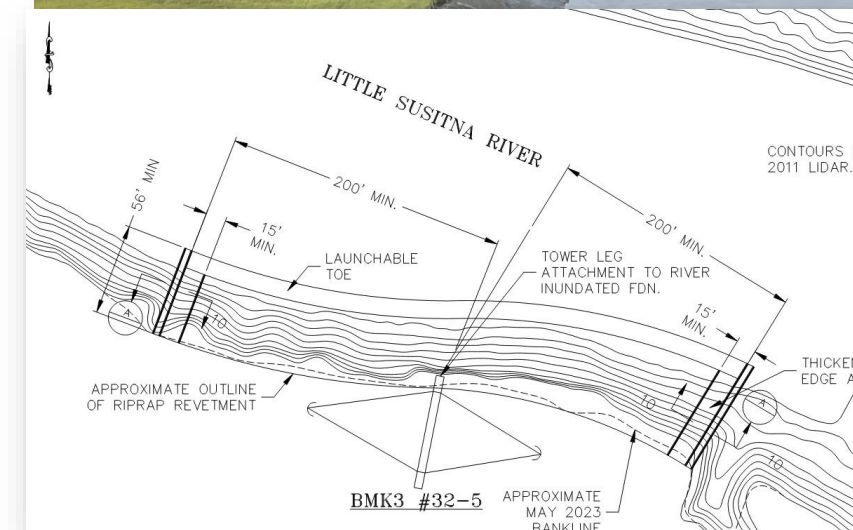 LITTLE SUSITNA RIVER
CONTOURS
2011 LIDAR.
56' MIN
200' MIN.
200' MIN.
15'
MIN.
LAUNCHABLE
TOE
TOWER LEG
ATTACHMENT TO RIVER
INUNDATED FDN.
15'
MIN.
A
10
APPROXIMATE OUTLINE
OF RIPRAP REVETMENT
10
A
EDGE
10
BMK3 #32-5
APPROXIMATE
MAY 2023
BANKLINE